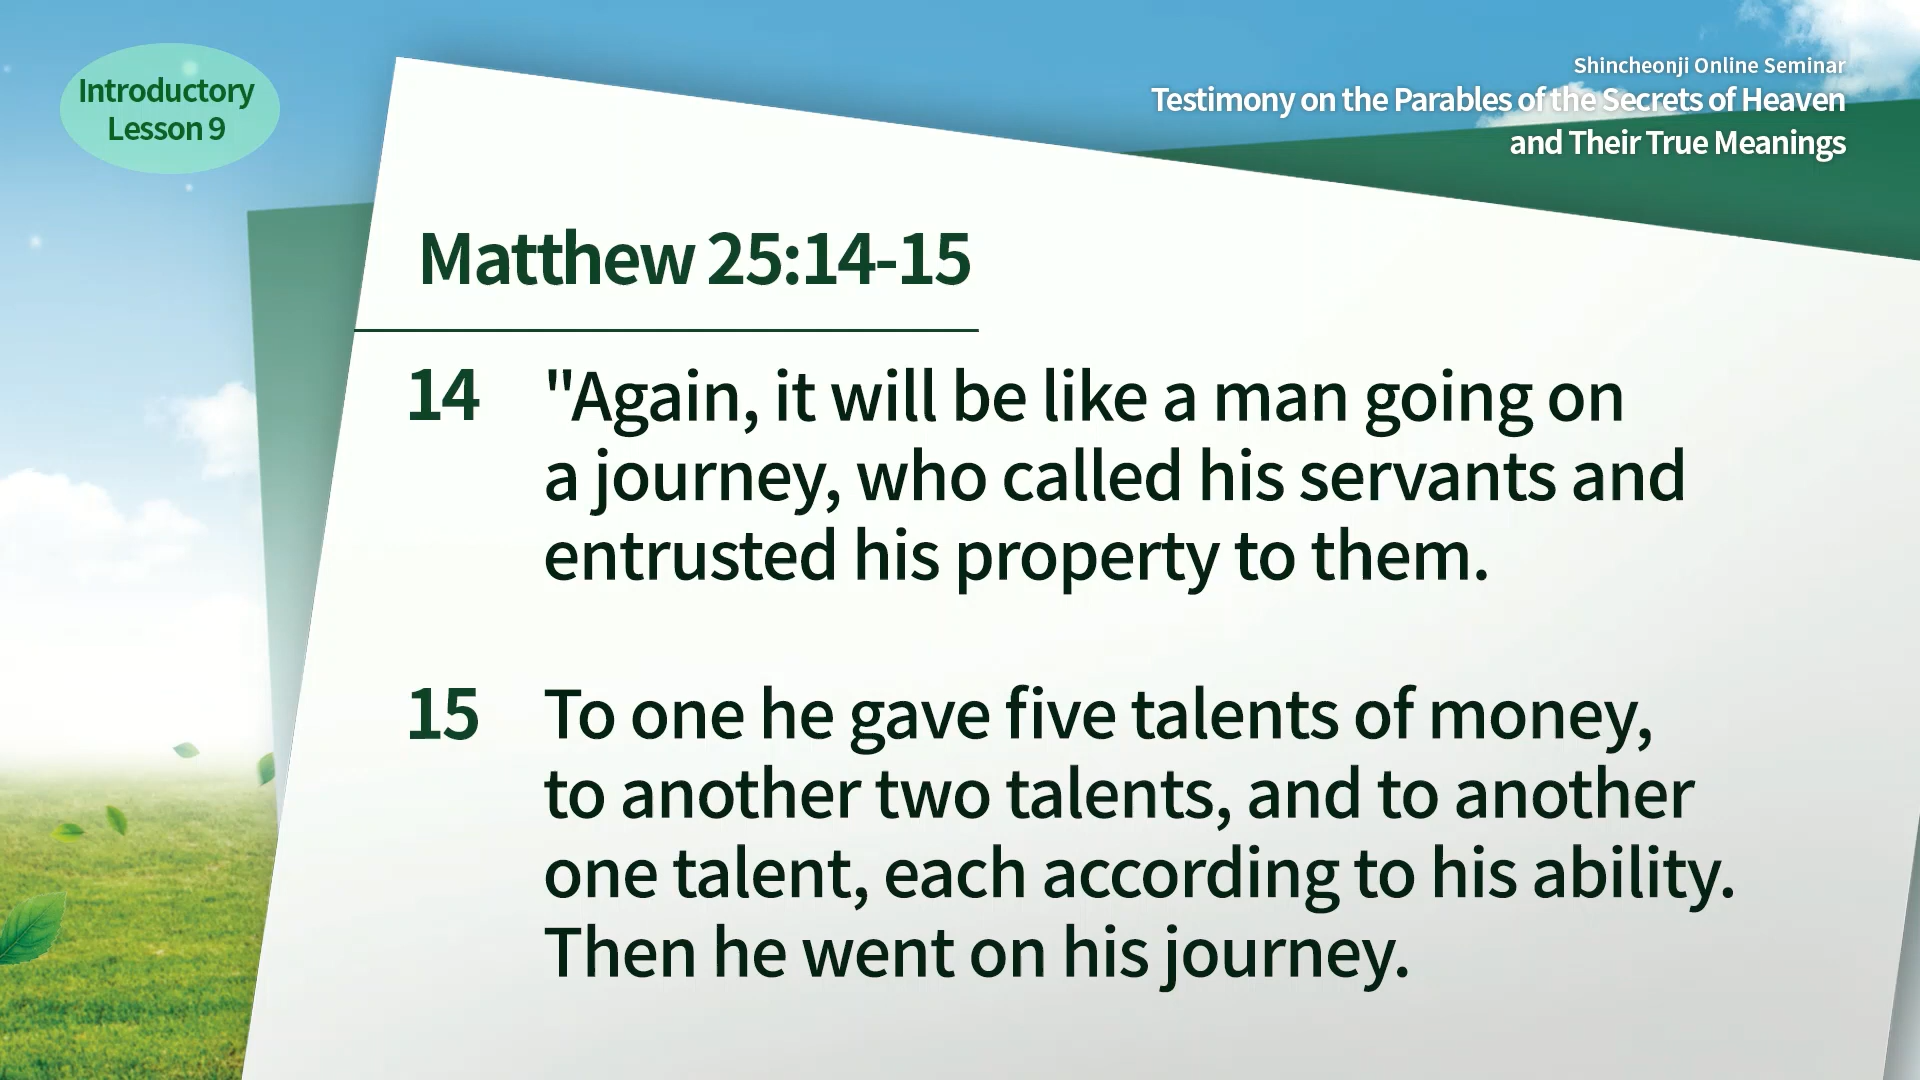 Introductory
Lesson 9
Shincheonji Online Seminar
Testimony on the Parables of the Secrets of Heaven
and Their True Meanings
Matthew 25:14-15
14 "Again, it will be like a man going on
a journey, who called his servants and
entrusted his property to them.
15 To one he gave five talents of money,
to another two talents, and to another
one talent, each according to his ability.
Then he went on his journey.